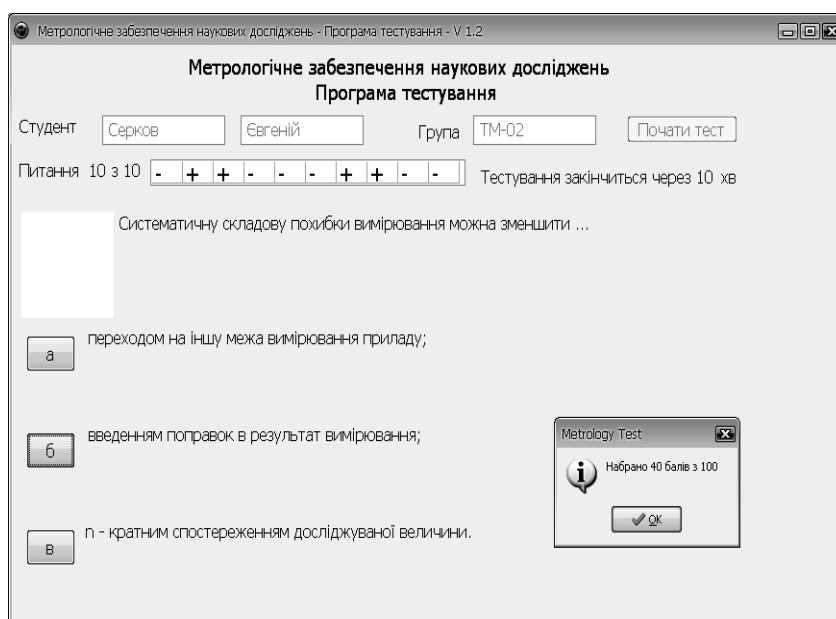 Метрологічне забезпечення наукових досліджень - Програма тестування - V 1.2
Метрологічне забезпечення наукових досліджень
Програма тестування
Студент Серков Євгеній Група ТМ-02 Почати тест
Питання 10 з 10 - + + - - - + + - - Тестування закінчиться через 10 хв
Систематичну складову похибки вимірювання можна зменшити ...
а переходом на іншу межа вимірювання приладу;
б введенням поправок в результат вимірювання;
Metrology Test
Набрано 40 балів з 100
OK
в n - кратним спостереженням досліджуваної величини.